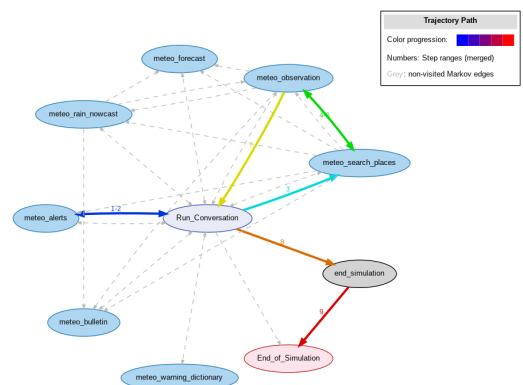 Trajectory Path
Color progression:
Numbers: Step ranges (merged)
Grey: non-visited Markov edges
meteo_forecast
meteo_observation
meteo_rain_nowcast
meteo_search_places
1-2
3
meteo_alerts
Run_Conversation
8
end_simulation
9
meteo_bulletin
End_of_Simulation
meteo_warning_dictionary